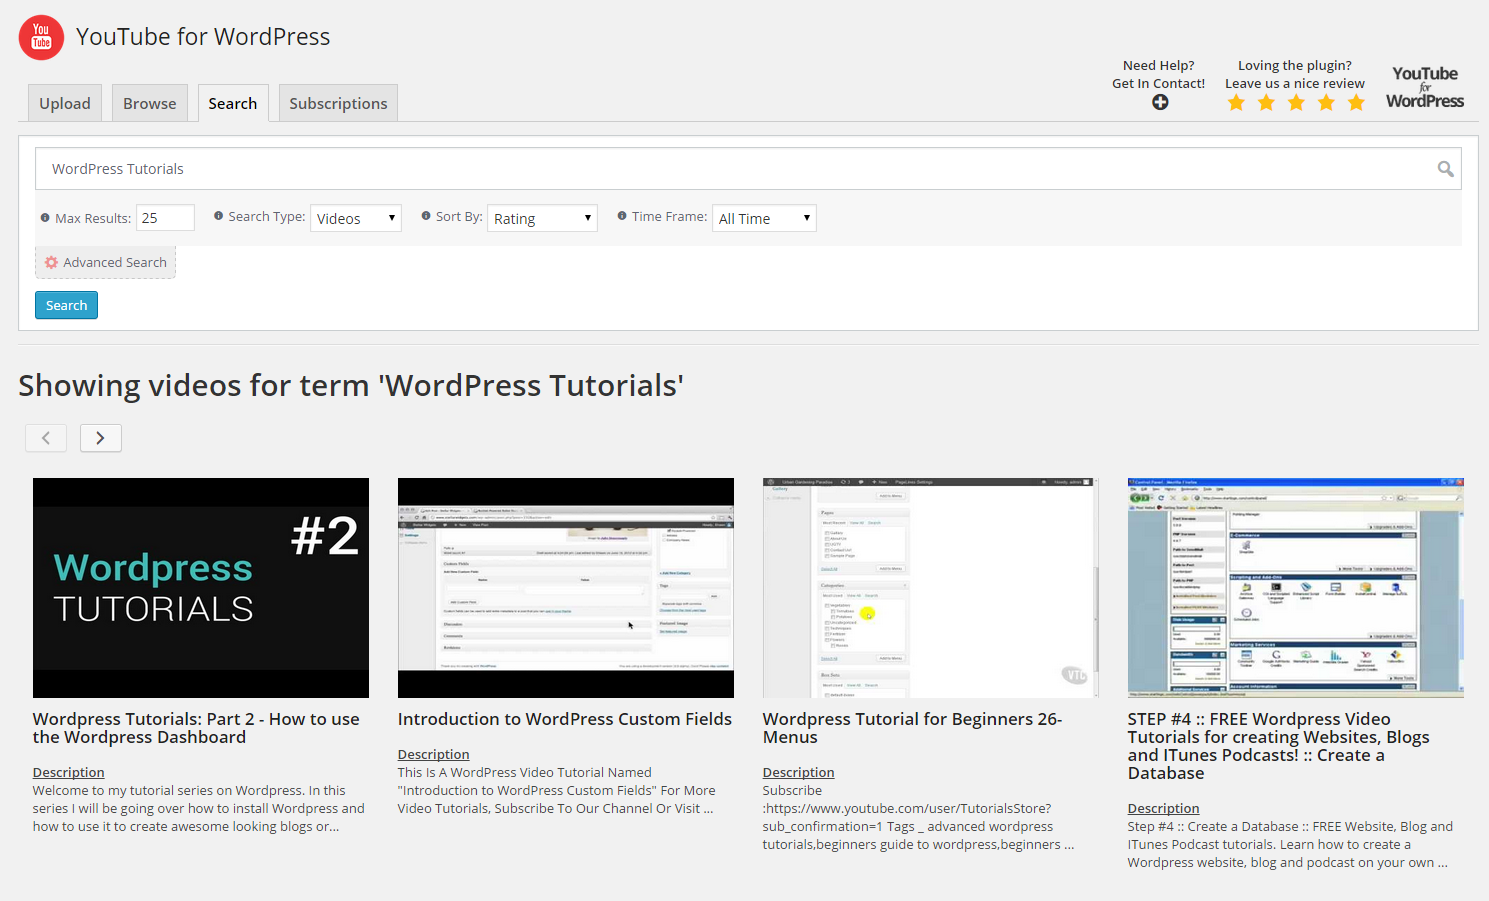 You
Tube
YouTube for WordPress
Need Help?
Get In Contact!
Loving the plugin?
Leave us a nice review
YouTube
for
WordPress
Upload
Browse
Search
Subscriptions
WordPress Tutorials
Max Results: 25
Search Type: Videos
Sort By: Rating
Time Frame: All Time
Advanced Search
Search
Showing videos for term 'WordPress Tutorials'
#2
Wordpress
TUTORIALS
VTC
Wordpress Tutorials: Part 2 - How to use
the Wordpress Dashboard
Description
Welcome to my tutorial series on Wordpress. In this
series I will be going over how to install Wordpress and
how to use it to create awesome looking blogs or...
Introduction to WordPress Custom Fields
Description
This Is A WordPress Video Tutorial Named
"Introduction to WordPress Custom Fields" For More
Video Tutorials, Subscribe To Our Channel Or Visit ...
Wordpress Tutorial for Beginners 26-
Menus
Description
Subscribe
:https://www.youtube.com/user/TutorialsStore?
sub_confirmation=1 Tags _ advanced wordpress
tutorials,beginners guide to wordpress,beginners ...
STEP #4 :: FREE Wordpress Video
Tutorials for creating Websites, Blogs
and ITunes Podcasts! :: Create a
Database
Description
Step #4 :: Create a Database :: FREE Website, Blog and
ITunes Podcast tutorials. Learn how to create a
Wordpress website, blog and podcast on your own ...